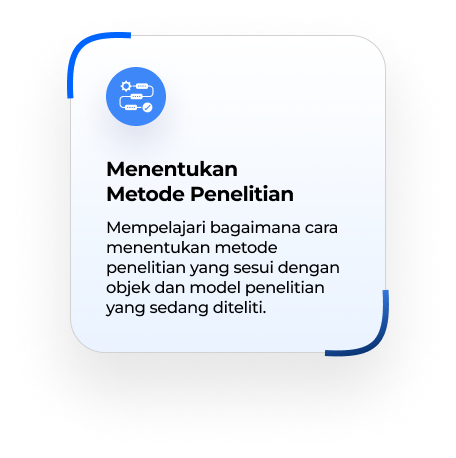 Menentukan
Metode Penelitian
Mempelajari bagaimana cara
menentukan metode
penelitian yang sesui dengan
objek dan model penelitian
yang sedang diteliti.